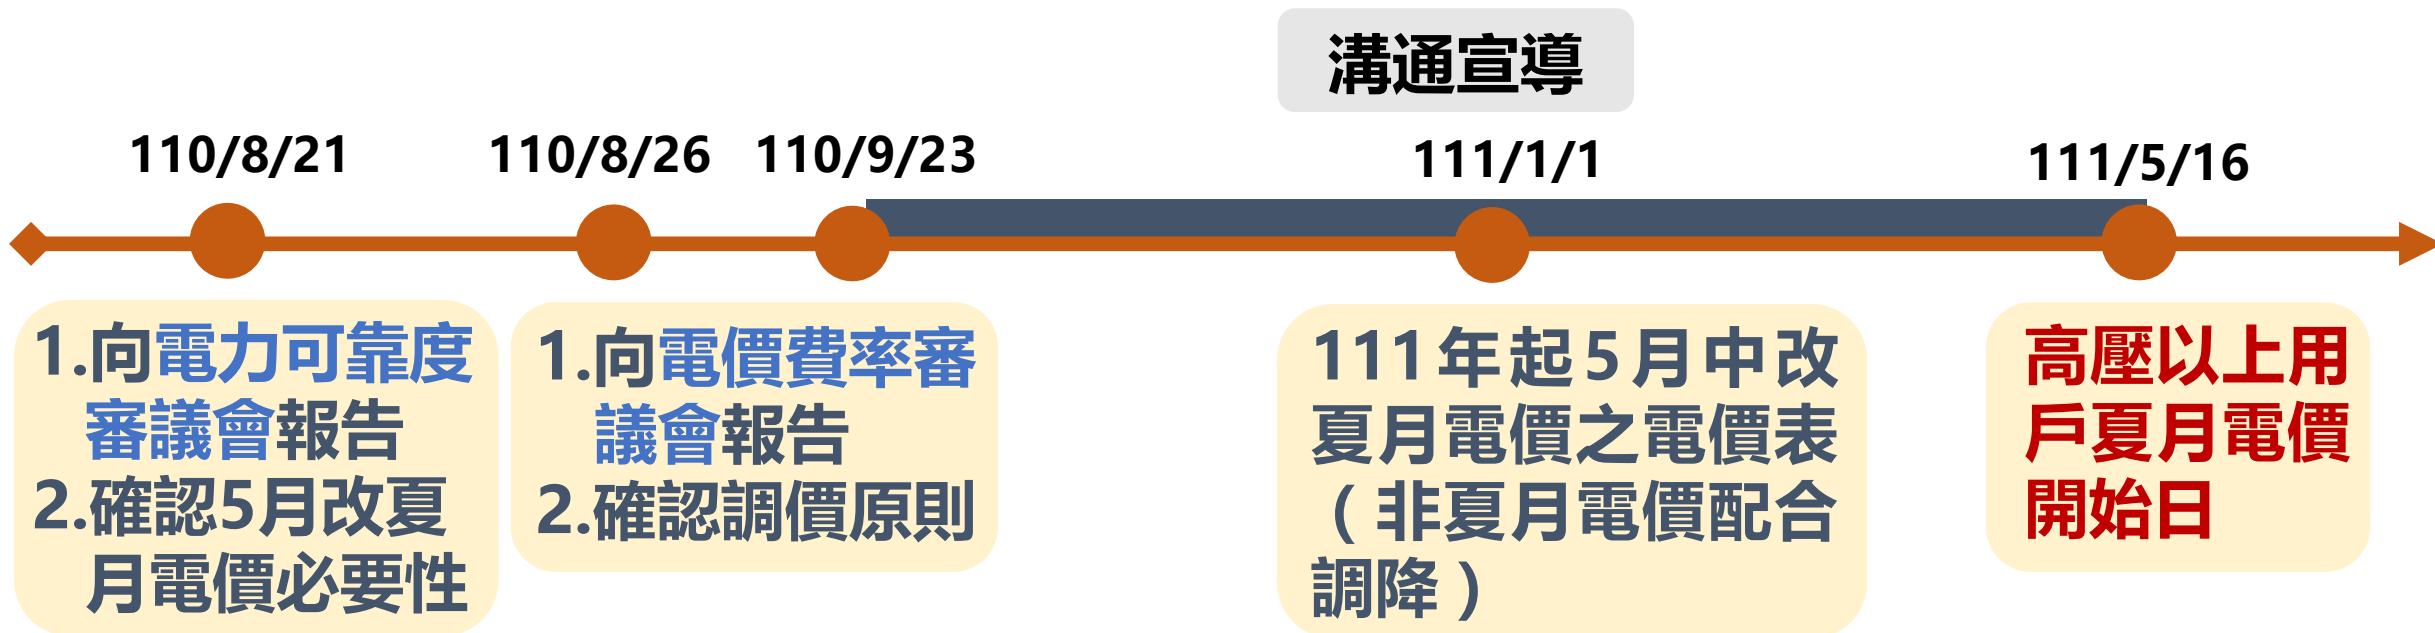 溝通宣導
110/8/21
110/8/26
110/9/23
111/1/1
111/5/16
1.向電力可靠度
審議會報告
2.確認5月改夏
月電價必要性
1.向電價費率審
議會報告
2.確認調價原則
111年起5月中改
夏月電價之電價表
（非夏月電價配合
調降）
高壓以上用
戶夏月電價
開始日